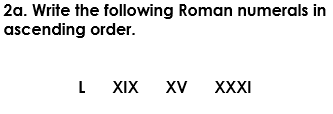 2a. Write the following Roman numerals in
ascending order.
L XIX XV XXXI